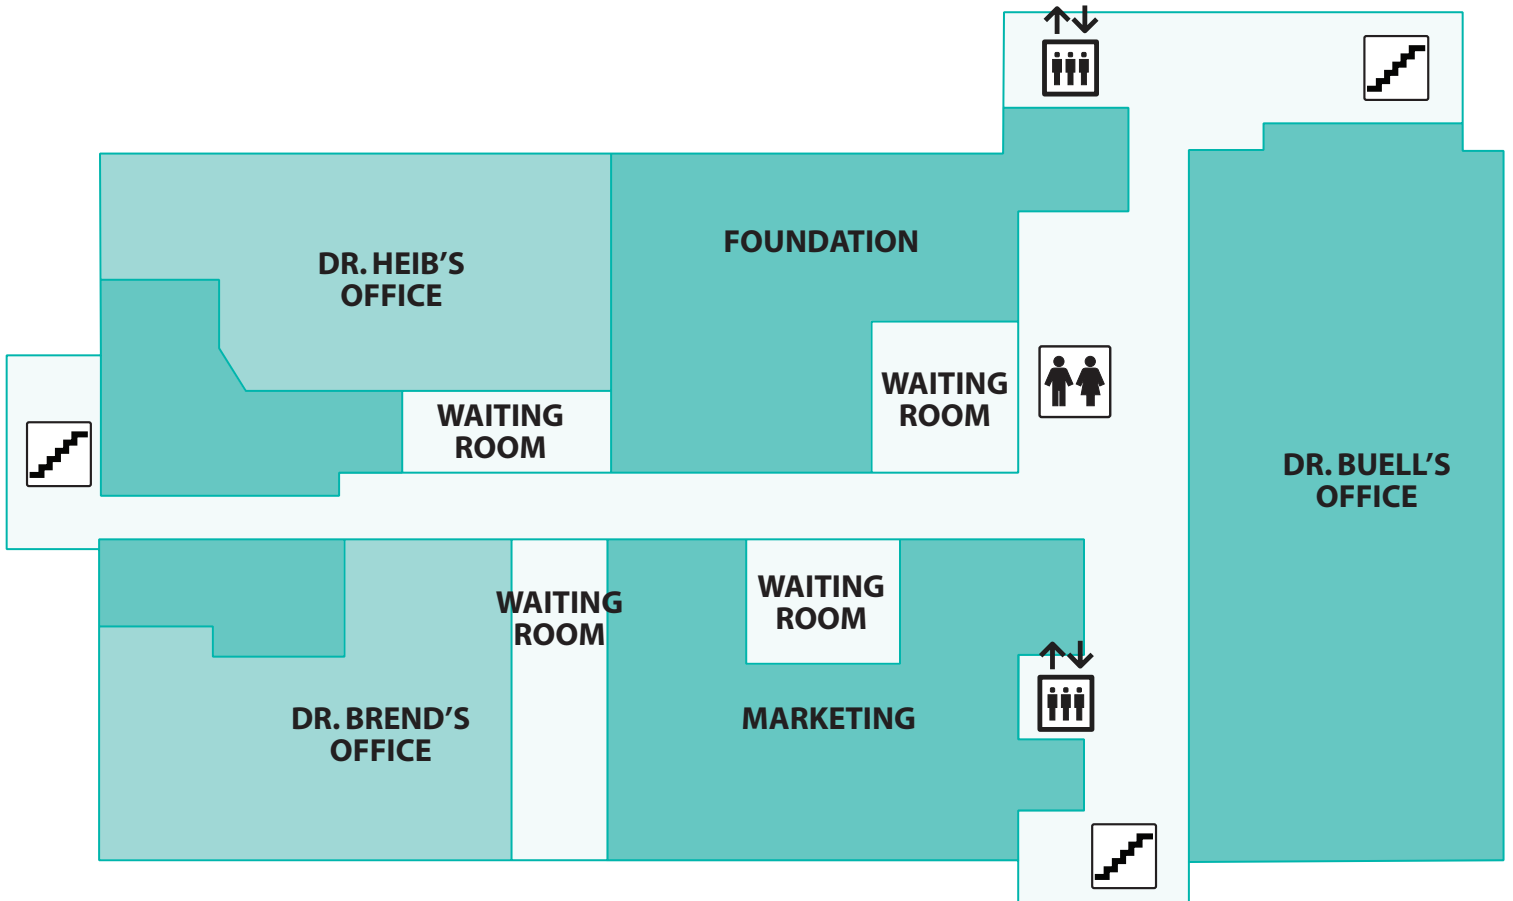 FOUNDATION
DR. HEIB'S
OFFICE
WAITING
ROOM
WAITING
ROOM
DR. BUELL'S
OFFICE
WAITING
ROOM
WAITING
ROOM
DR. BREND'S
OFFICE
MARKETING